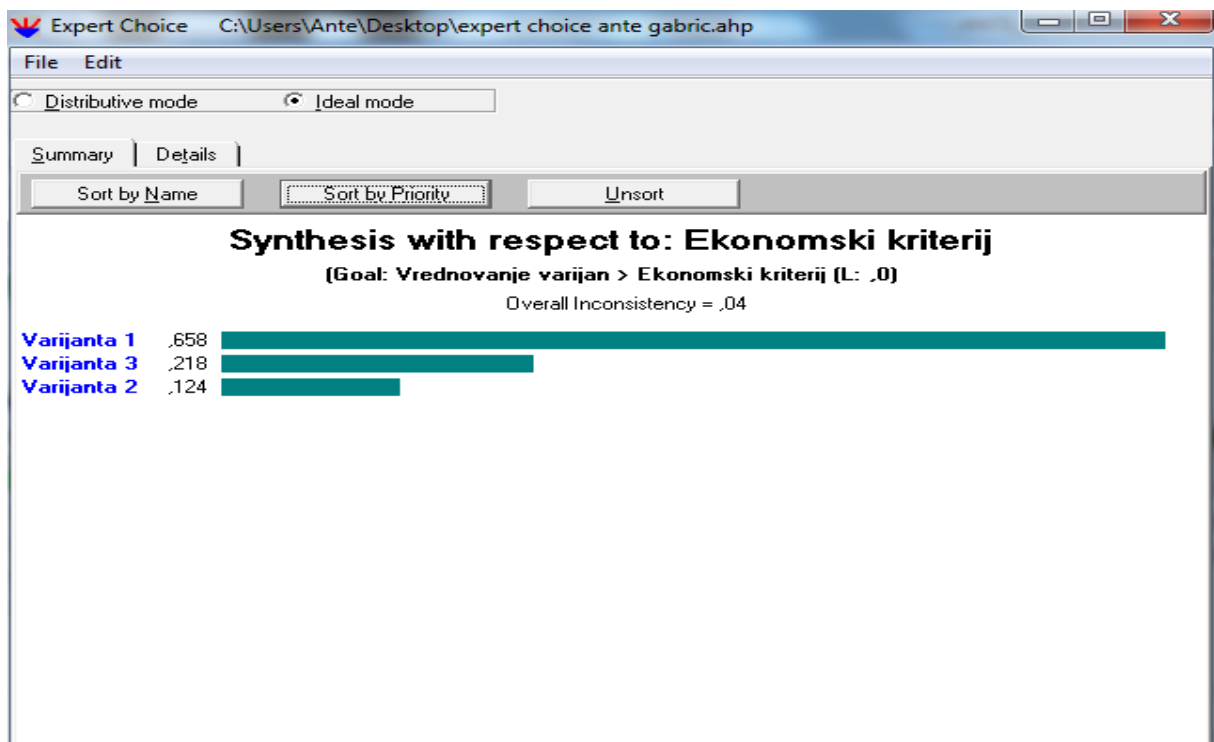 Expert Choice C:\Users\Ante\Desktop\expert choice ante gabric.ahp
File Edit
Distributive mode Ideal mode
Summary Details
Sort by Name Sort by Priority Unsort
Synthesis with respect to: Ekonomski kriterij
(Goal: Vrednovanje varijan > Ekonomski kriterij (L: ,0)
Overall Inconsistency = ,04
Varijanta 1 ,658
Varijanta 3 ,218
Varijanta 2 ,124